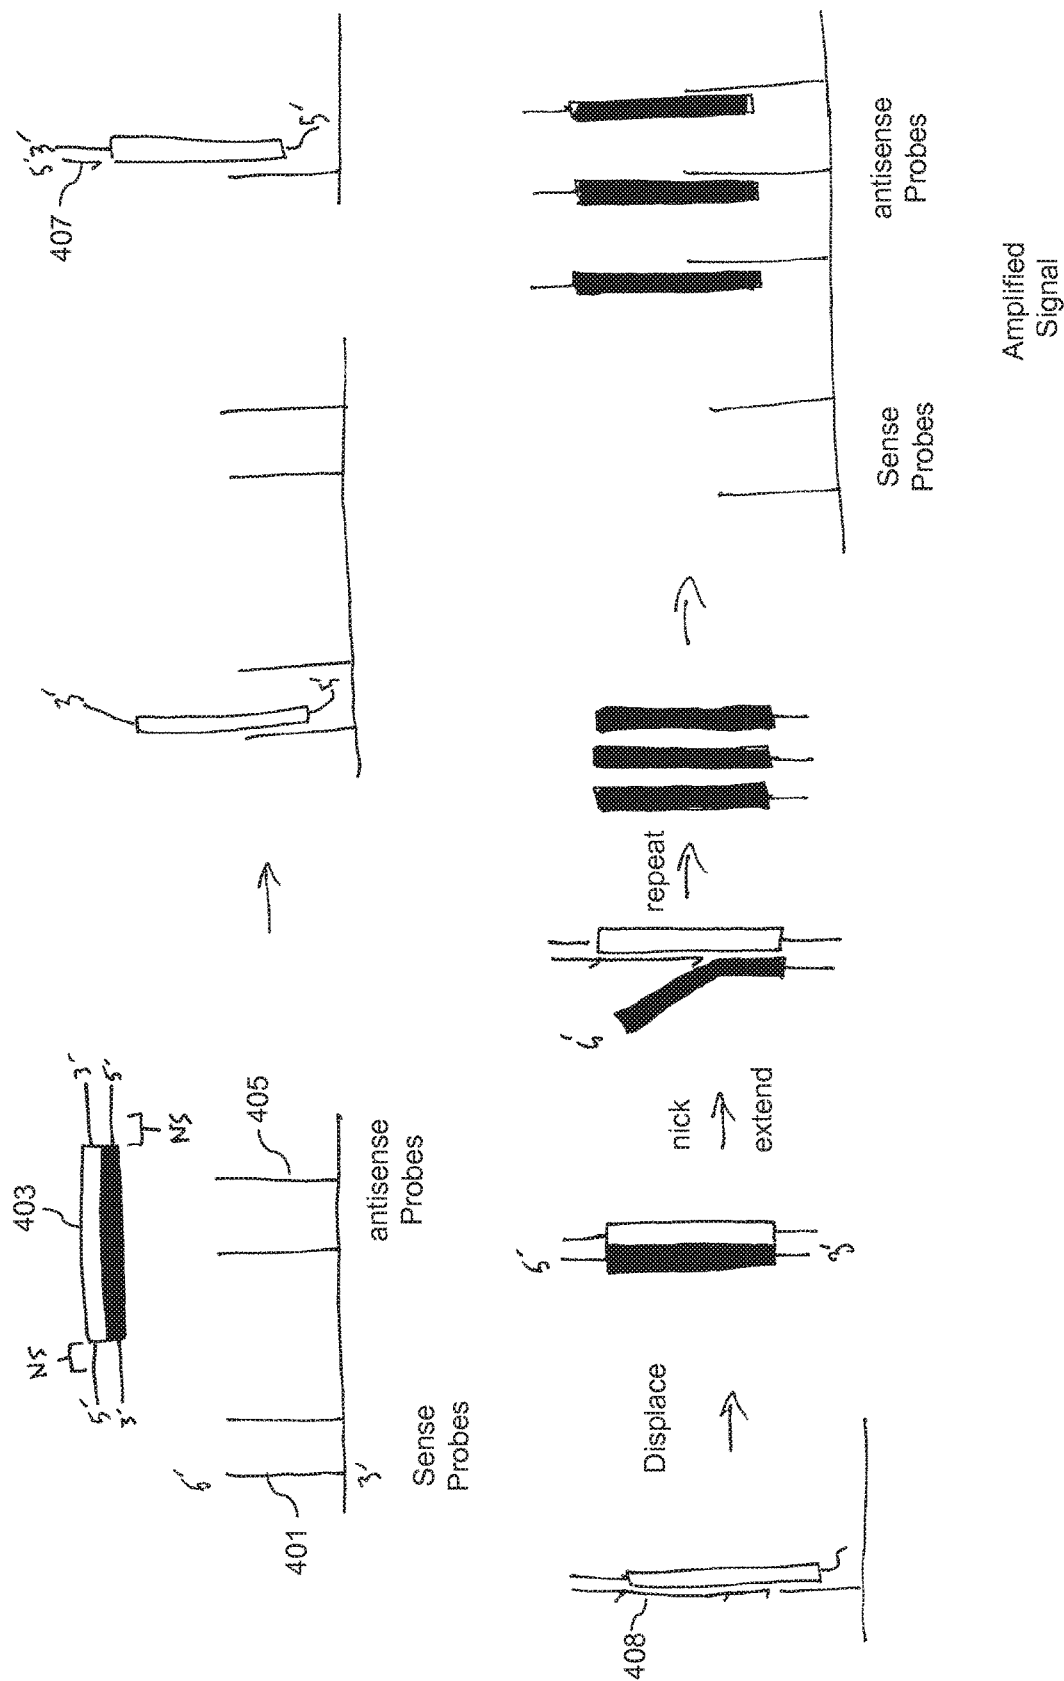 403
NS
NS
5'
3'
3'
5'
5'
401
3'
405
Sense
Probes
antisense
Probes
3'
5'
407
5'
3'
5'
408
Displace
5'
3'
nick
extend
5'
repeat
Sense
Probes
antisense
Probes
Amplified
Signal